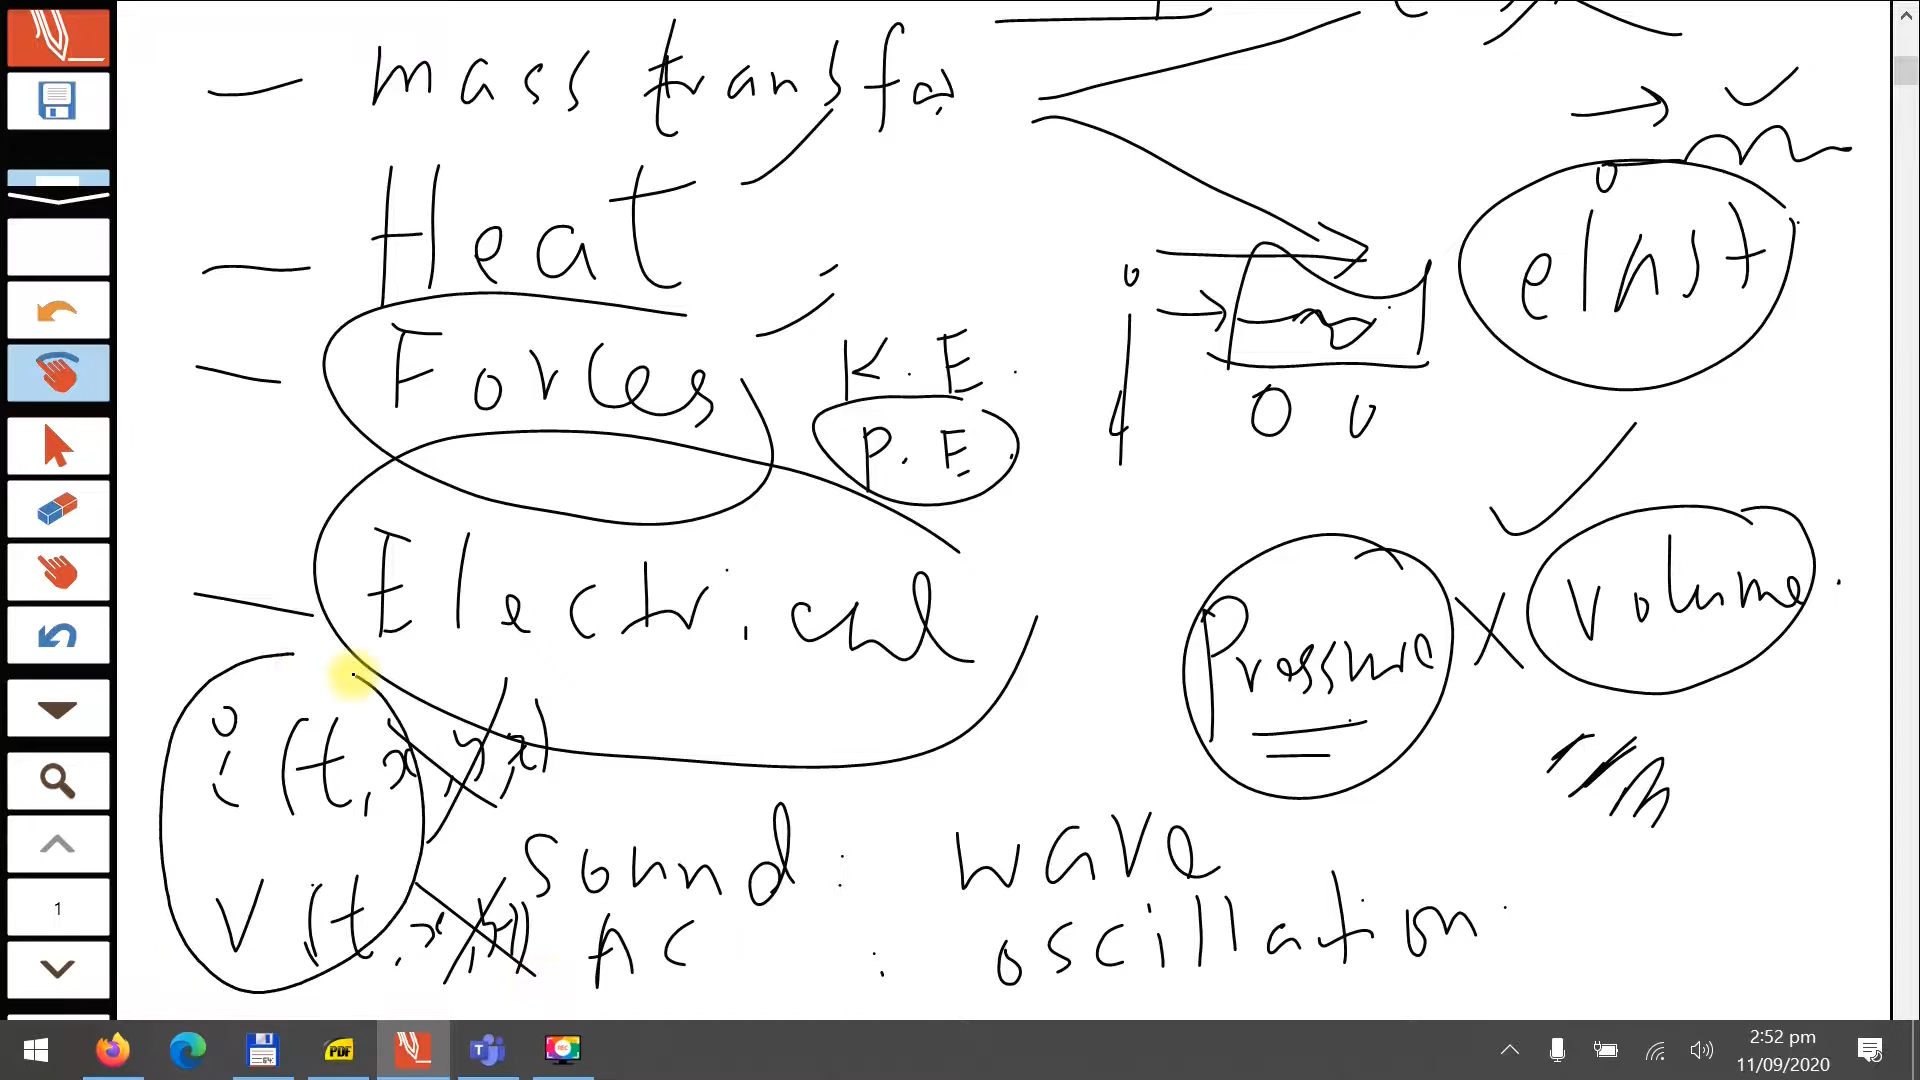 — mass transfer
— Heat
elast
— Forces
K.E.
P.E.
— Electrical
Pressure X Volume.
i (t, x, y, z)
Sound : wave
V (t, x, y)
AC : oscillation
1
PDF
2:52 pm
11/09/2020